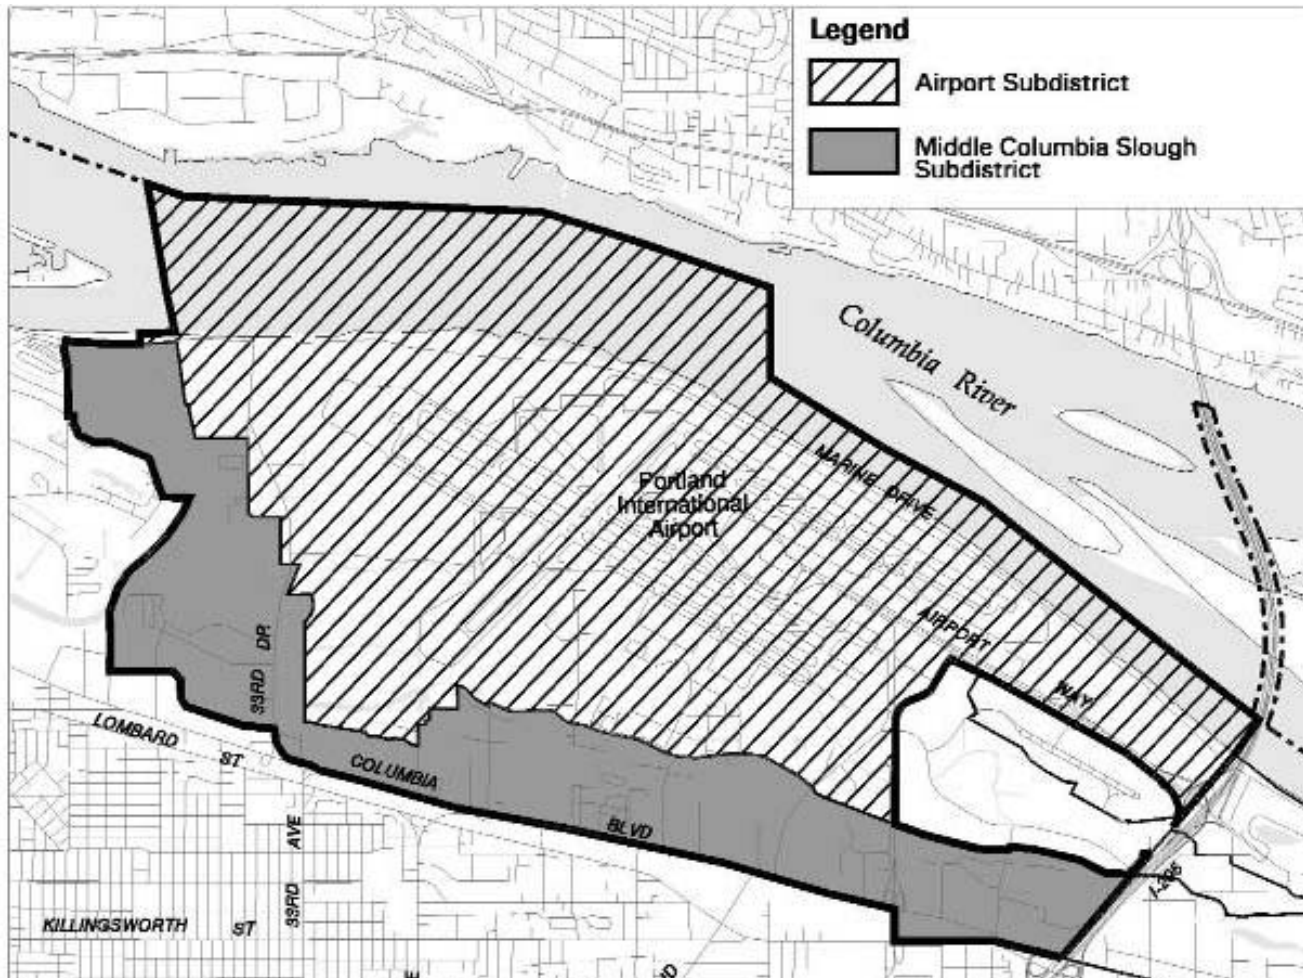 Legend
Airport Subdistrict
Middle Columbia Slough
Subdistrict
Columbia River
MARINE DRIVE
Portland
International
Airport
AIRPORT
WAY
33RD DR
LOMBARD
ST
COLUMBIA
BLVD
33RD AVE
I-205
KILLINGSWORTH ST